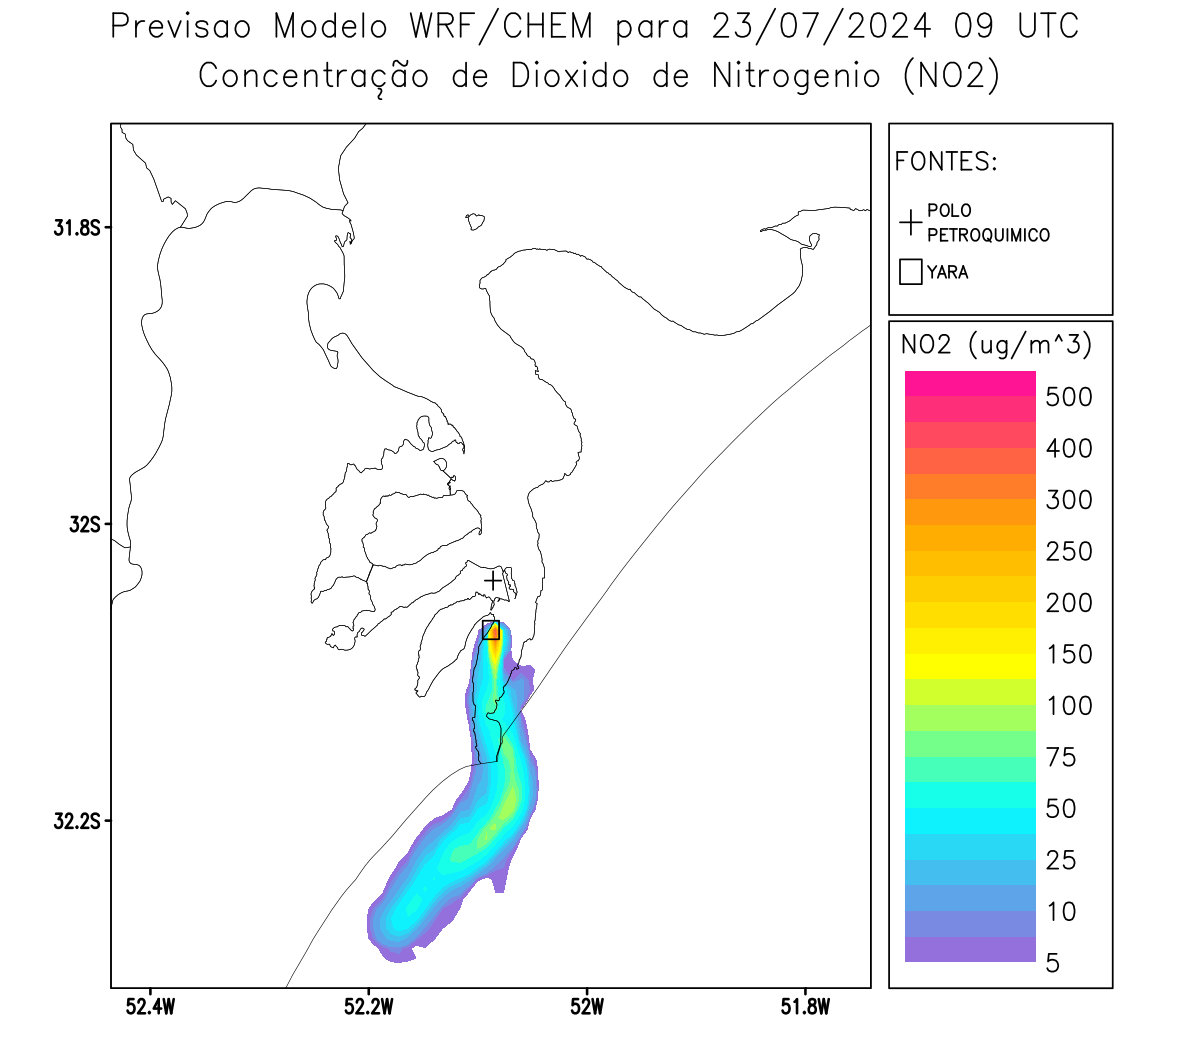 Previsao Modelo WRF/CHEM para 23/07/2024 09 UTC
Concentração de Dioxido de Nitrogenio (NO2)
FONTES:
POLO
PETROQUIMICO
YARA
NO2 (ug/m^3)
500
400
300
250
200
150
100
75
50
25
10
5
31.8S
32S
32.2S
52.4W
52.2W
52W
51.8W